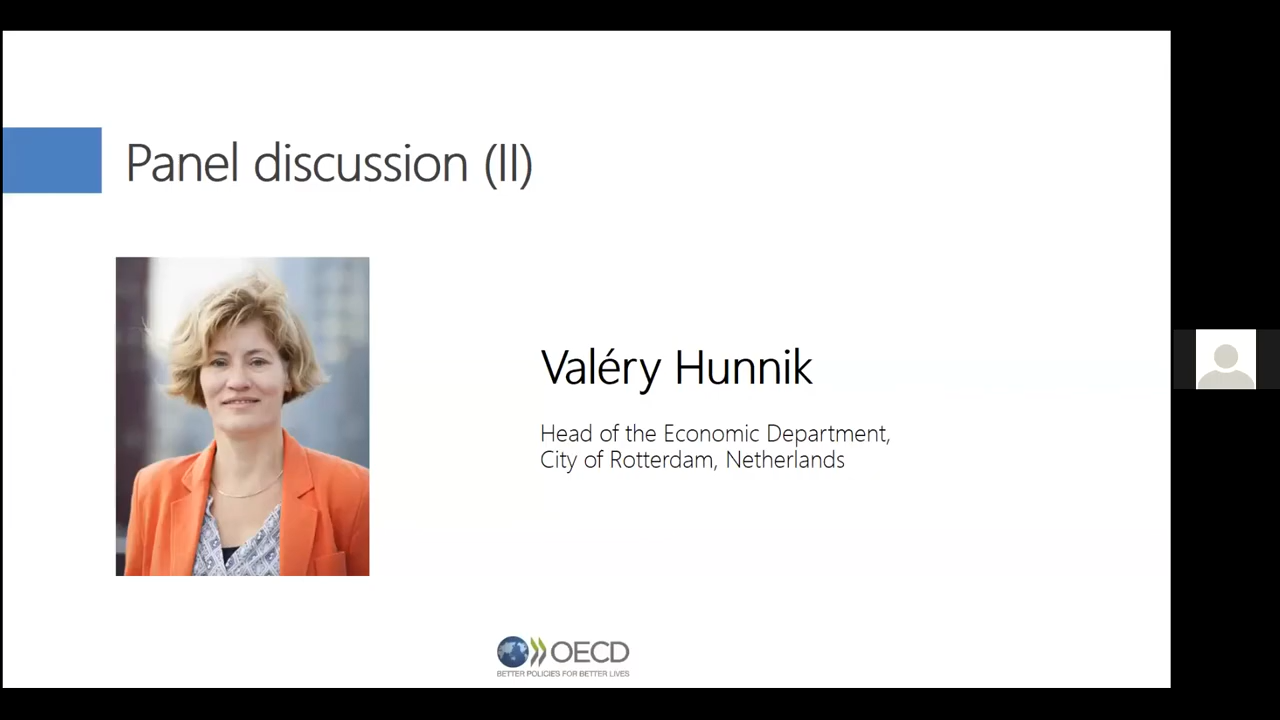 Panel discussion (II)
Valéry Hunnik
Head of the Economic Department,
City of Rotterdam, Netherlands
OECD
BETTER POLICIES FOR BETTER LIVES